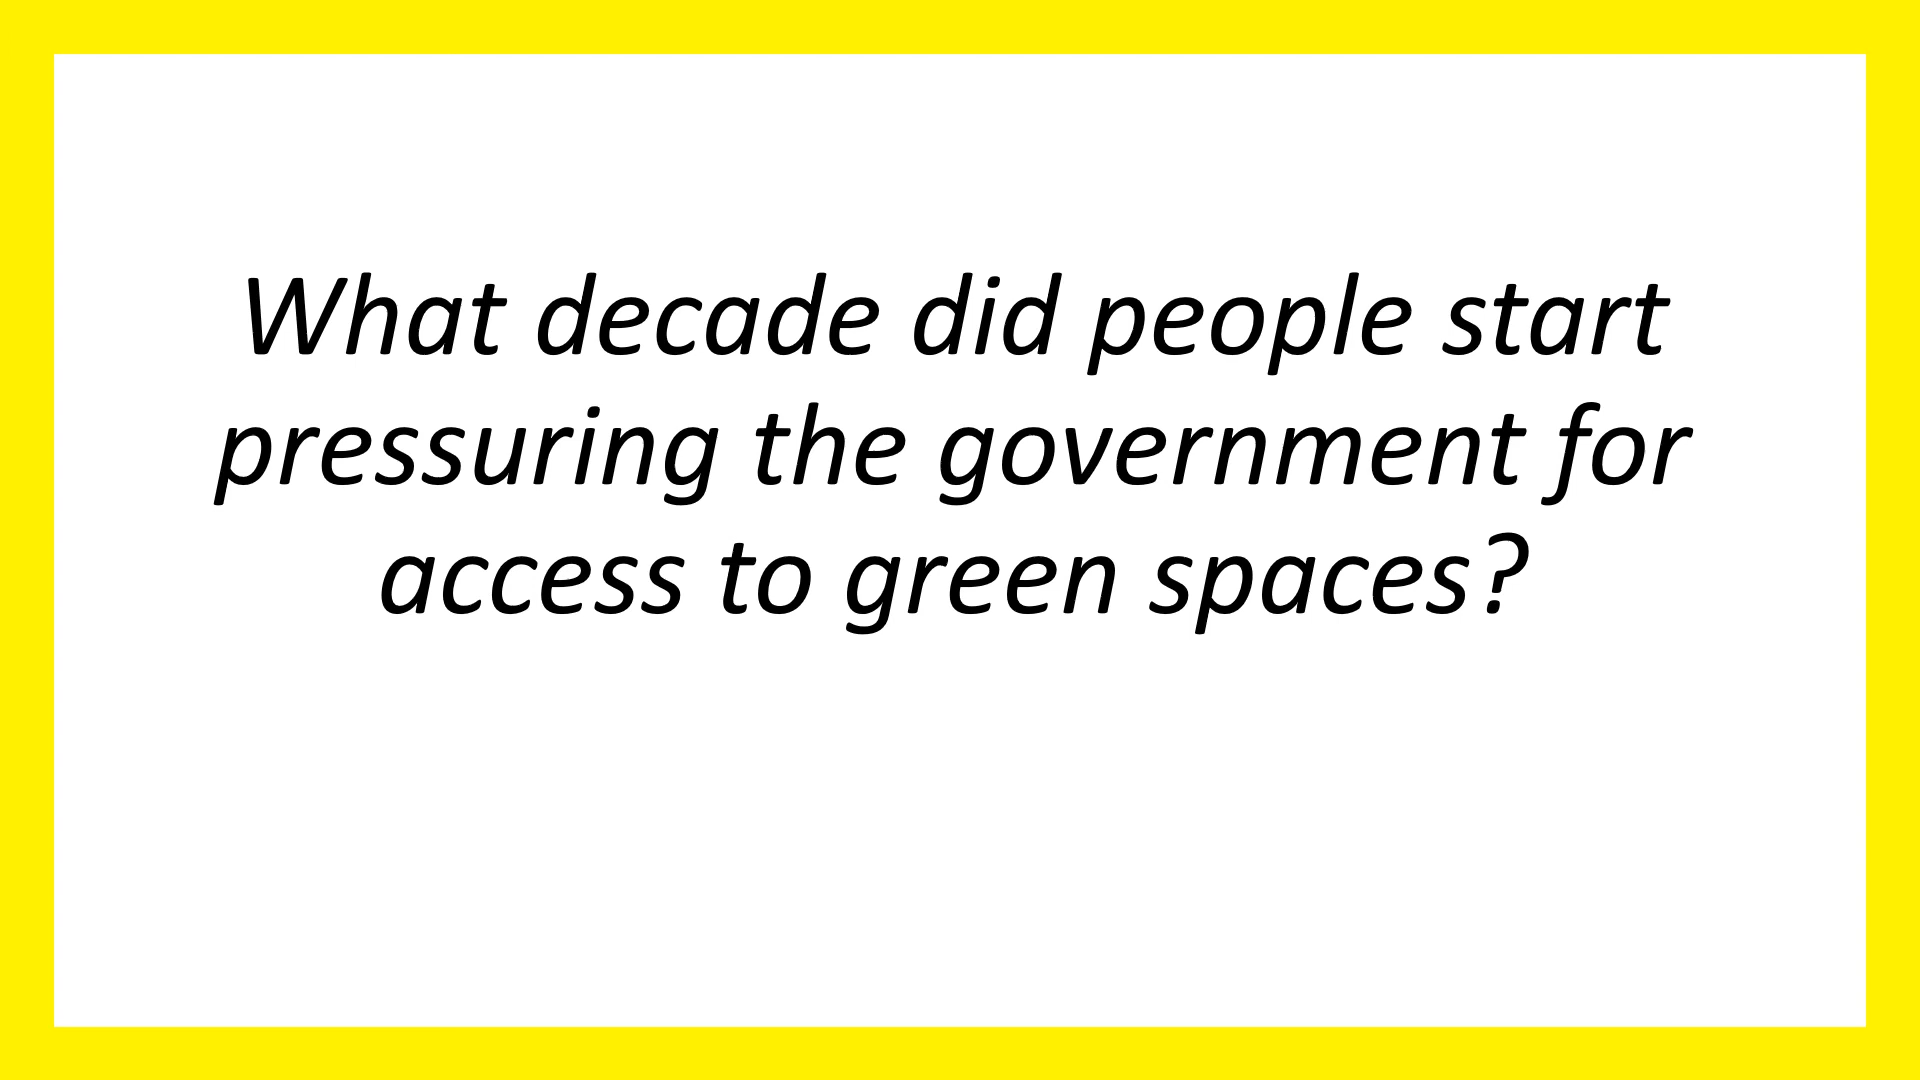 What decade did people start
pressuring the government for
access to green spaces?